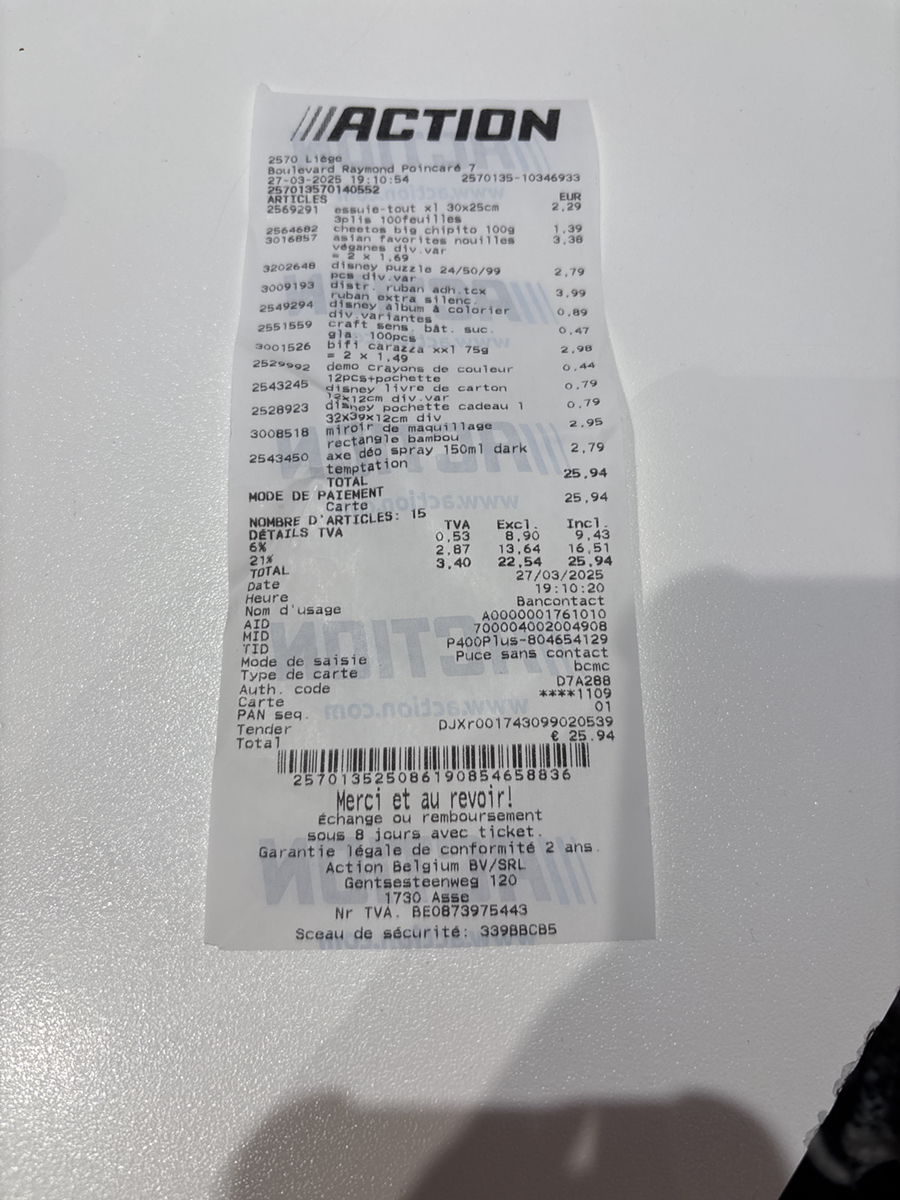 ///ACTION
2570 Liège
Boulevard Raymond Poincaré 7
27-03-2025 19:10:54 2570135-10346933
257013570140552
ARTICLES EUR
2569291 essuie-tout x1 30x25cm 2,29
3plis 100feuilles
2564682 cheetos big chipito 100g 1,39
3016857 asian favorites nouilles 3,38
véganes div.var
= 2 x 1,69
3202648 disney puzzle 24/50/99 2,79
pcs div.var
3009193 distr. ruban adh.tcx 3,99
ruban extra silenc.
2549294 disney album à colorier 0,89
div.variantes
2551559 craft sens. bât. suc. 0,47
gla. 100pcs
3001526 bifi carazza xxl 75g 2,98
= 2 x 1,49
2529992 demo crayons de couleur 0,44
12pcs+pochette
2543245 disney livre de carton 0,79
12x12cm div.var
2528923 disney pochette cadeau 1 0,79
32x39x12cm div
3008518 miroir de maquillage 2,95
rectangle bambou
2543450 axe déo spray 150ml dark 2,79
temptation
TOTAL 25,94
MODE DE PAIEMENT
Carte 25,94
NOMBRE D'ARTICLES: 15
DÉTAILS TVA TVA Excl. Incl.
6% 0,53 8,90 9,43
21% 2,87 13,64 16,51
TOTAL 3,40 22,54 25,94
Date 27/03/2025
Heure 19:10:20
Nom d'usage Bancontact
AID A0000001761010
MID 700004002004908
TID P400Plus-804654129
Mode de saisie Puce sans contact
Type de carte bcmc
Auth. code D7A288
Carte ****1109
PAN seq. 01
Tender DJXr001743099020539
Total € 25.94
2570135250861908546588​36
Merci et au revoir!
Échange ou remboursement
sous 8 jours avec ticket.
Garantie légale de conformité 2 ans.
Action Belgium BV/SRL
Gentsesteenweg 120
1730 Asse
Nr TVA. BE0873975443
Sceau de sécurité: 339BBCB5